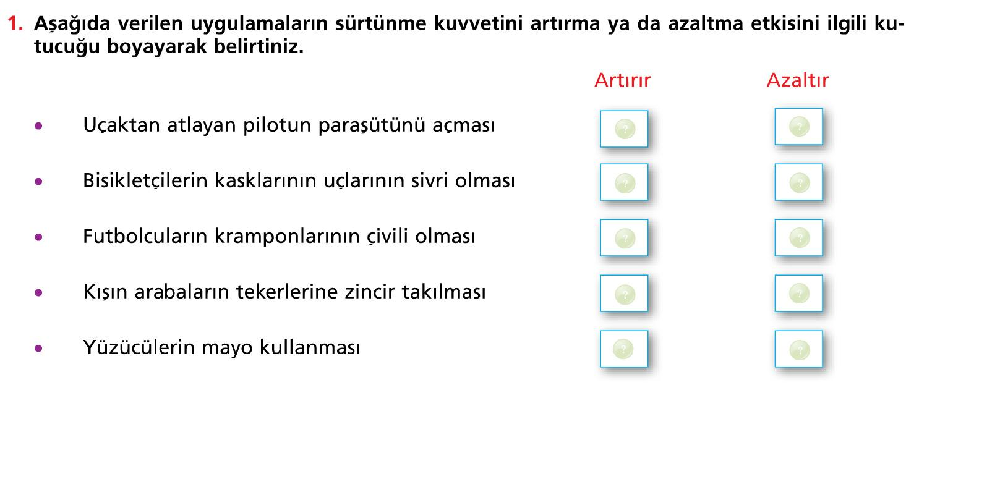 1. Aşağıda verilen uygulamaların sürtünme kuvvetini artırma ya da azaltma etkisini ilgili ku-
tucuğu boyayarak belirtiniz.
Artırır Azaltır
• Uçaktan atlayan pilotun paraşütünü açması ? ?
• Bisikletçilerin kasklarının uçlarının sivri olması ? ?
• Futbolcuların kramponlarının çivili olması ? ?
• Kışın arabaların tekerlerine zincir takılması ? ?
• Yüzücülerin mayo kullanması ? ?